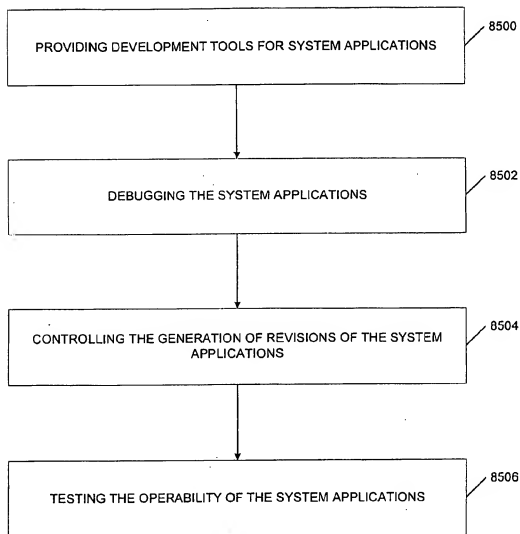 8500
PROVIDING DEVELOPMENT TOOLS FOR SYSTEM APPLICATIONS
8502
DEBUGGING THE SYSTEM APPLICATIONS
8504
CONTROLLING THE GENERATION OF REVISIONS OF THE SYSTEM
APPLICATIONS
8506
TESTING THE OPERABILITY OF THE SYSTEM APPLICATIONS